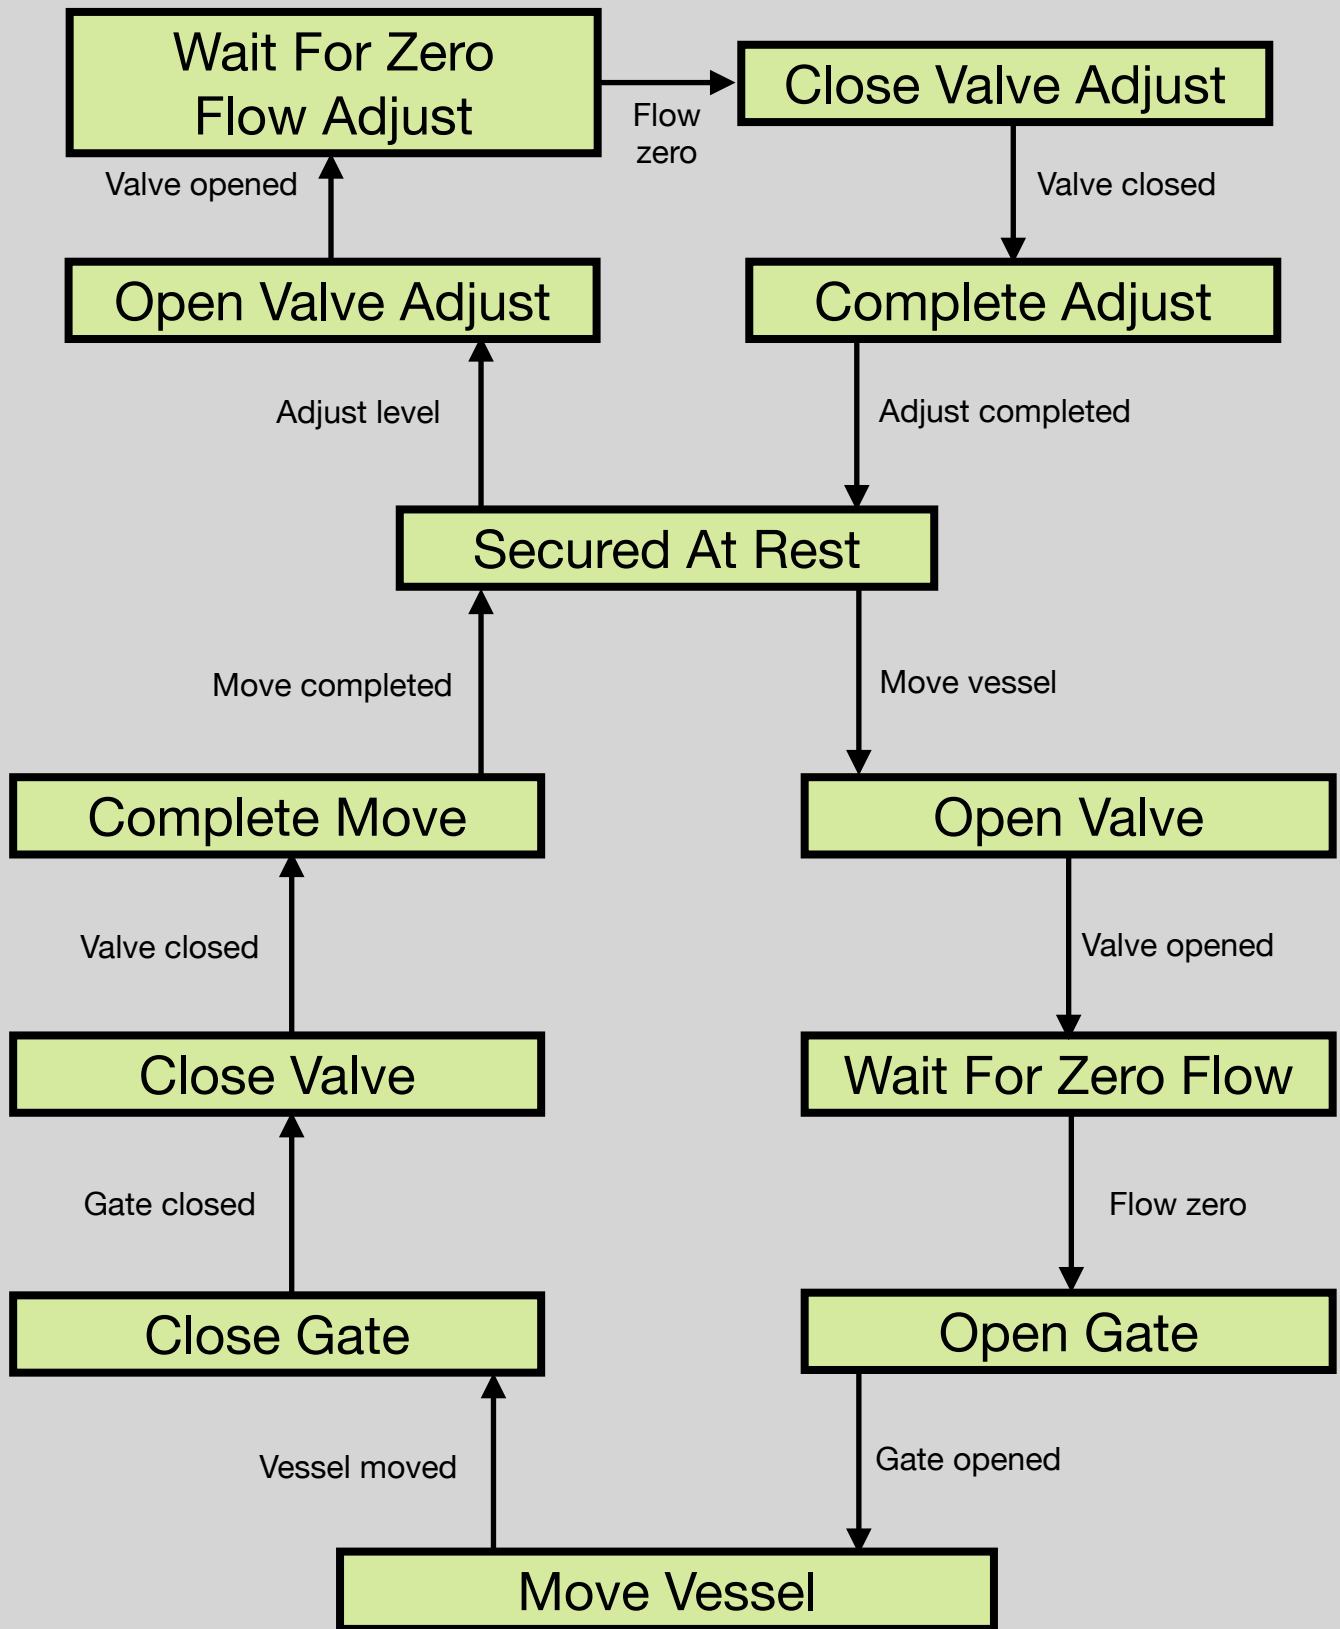 Wait For Zero
Flow Adjust
Close Valve Adjust
Flow
zero
Valve opened
Valve closed
Open Valve Adjust
Complete Adjust
Adjust level
Adjust completed
Secured At Rest
Move completed
Move vessel
Complete Move
Open Valve
Valve closed
Valve opened
Close Valve
Wait For Zero Flow
Gate closed
Flow zero
Close Gate
Open Gate
Vessel moved
Gate opened
Move Vessel